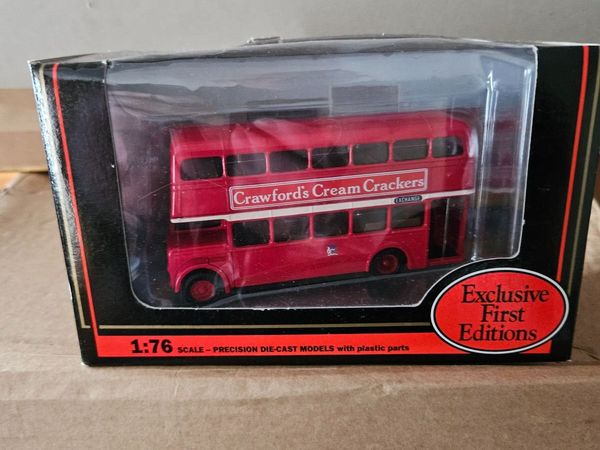 Crawford's Cream Crackers
EXCHANGE
Exclusive
First
Editions
1:76 SCALE – PRECISION DIE-CAST MODELS with plastic parts